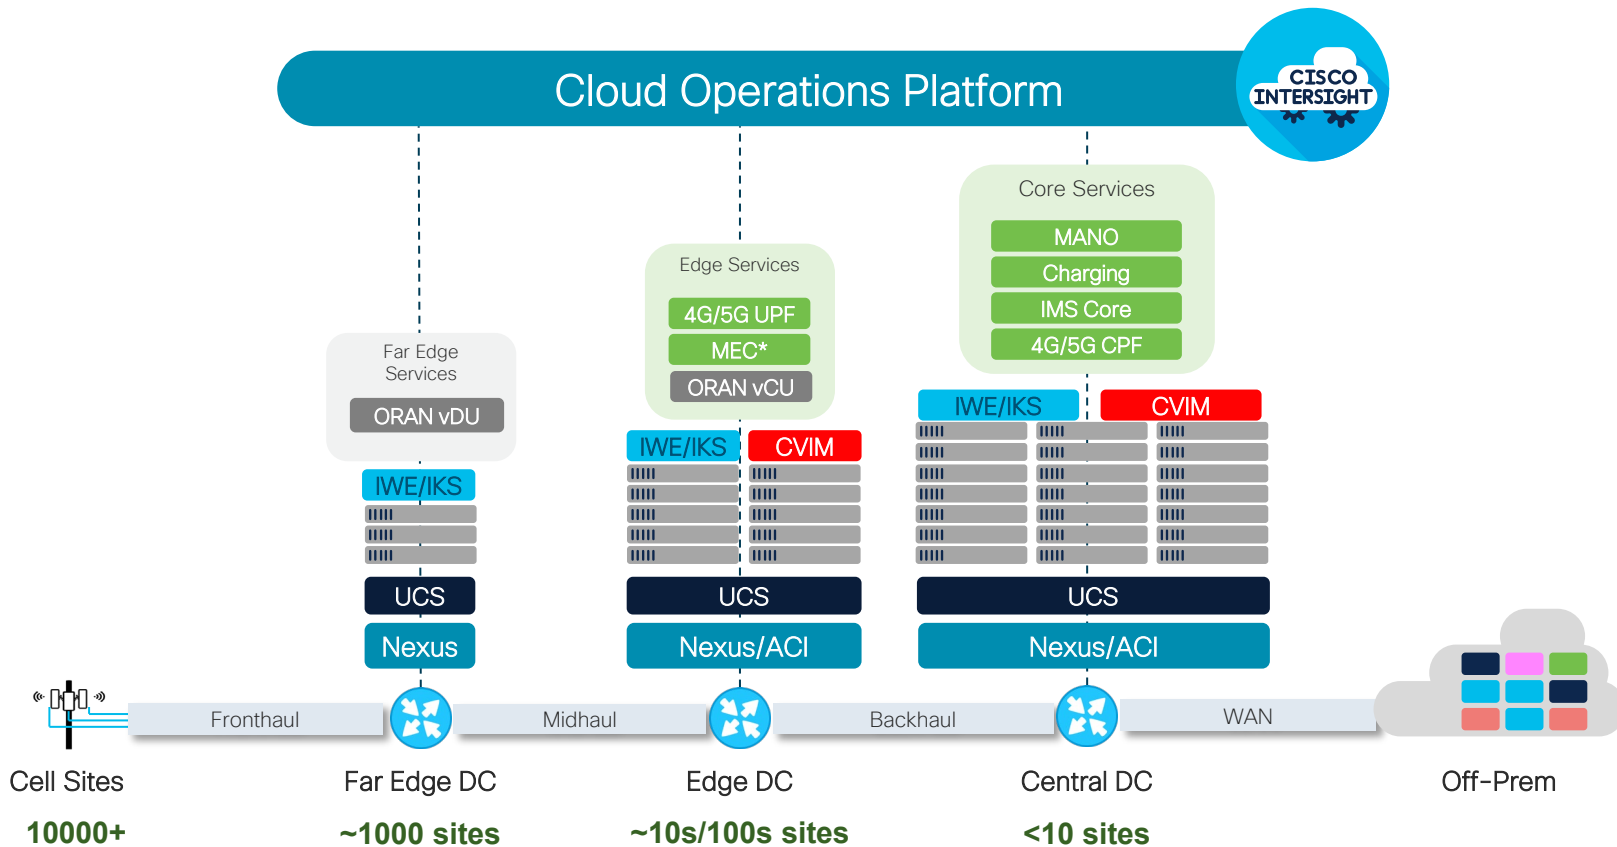 Cloud Operations Platform
CISCO
INTERSIGHT
Core Services
MANO
Charging
IMS Core
4G/5G CPF
Edge Services
4G/5G UPF
MEC*
ORAN vCU
Far Edge
Services
ORAN vDU
IWE/IKS
CVIM
IWE/IKS
CVIM
IWE/IKS
UCS
UCS
UCS
Nexus
Nexus/ACI
Nexus/ACI
Fronthaul
Midhaul
Backhaul
WAN
Cell Sites
Far Edge DC
Edge DC
Central DC
Off-Prem
10000+
~1000 sites
~10s/100s sites
<10 sites